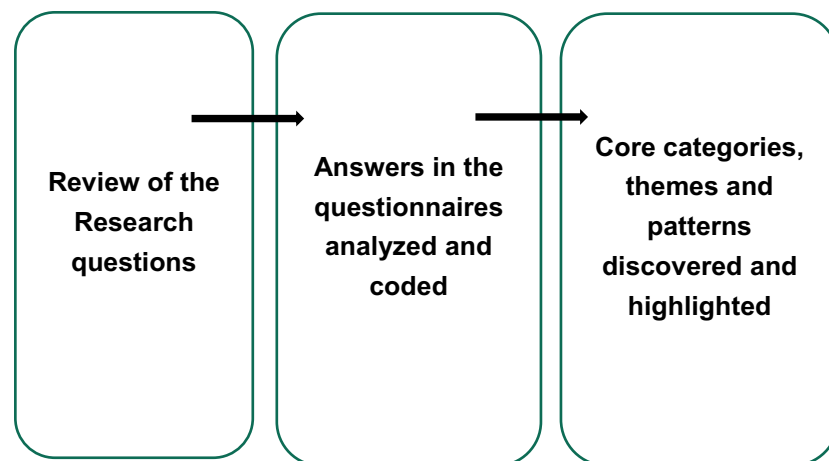 Review of the
Research
questions
Answers in the
questionnaires
analyzed and
coded
Core categories,
themes and
patterns
discovered and
highlighted